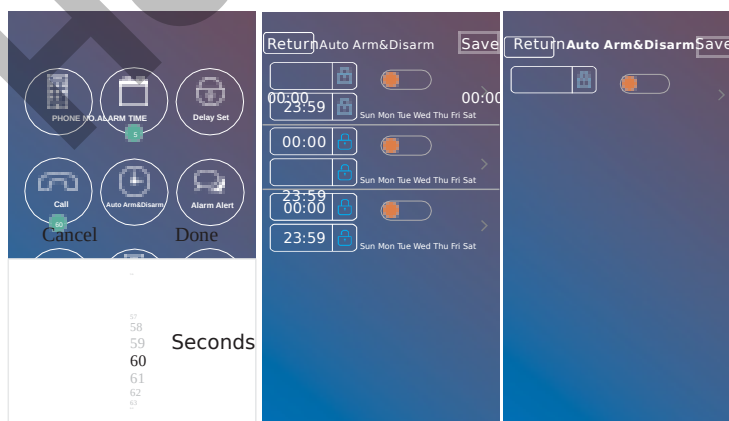 PHONE NO.
ALARM TIME
Delay Set
5
Call
Auto Arm&Disarm
Alarm Alert
60
Cancel
Done
57
58
59
60
61
62
63
Seconds
Return
Auto Arm&Disarm
Save
00:00
23:59
00:00
Sun Mon Tue Wed Thu Fri Sat
00:00
Sun Mon Tue Wed Thu Fri Sat
23:59
00:00
23:59
Sun Mon Tue Wed Thu Fri Sat
Return
Auto Arm&Disarm
Save